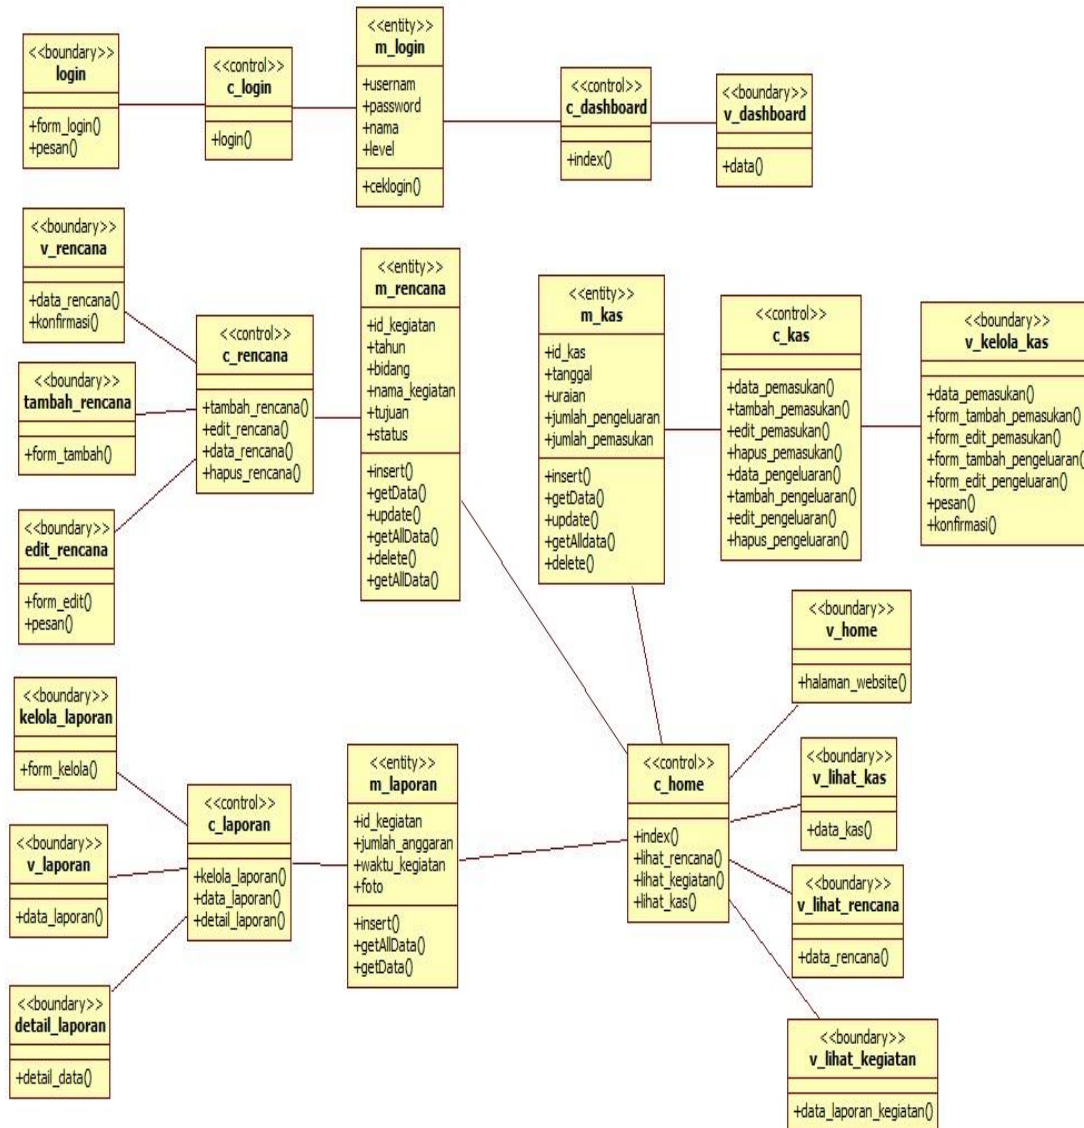 <<boundary>>
login
+form_login()
+pesan()
<<control>>
c_login
+login()
<<entity>>
m_login
+usernam
+password
+nama
+level
+ceklogin()
<<control>>
c_dashboard
+index()
<<boundary>>
v_dashboard
+data()
<<boundary>>
v_rencana
+data_rencana()
+konfirmasi()
<<boundary>>
tambah_rencana
+form_tambah()
<<boundary>>
edit_rencana
+form_edit()
+pesan()
<<control>>
c_rencana
+tambah_rencana()
+edit_rencana()
+data_rencana()
+hapus_rencana()
<<entity>>
m_rencana
+id_kegiatan
+tahun
+bidang
+nama_kegiatan
+tujuan
+status
+insert()
+getData()
+update()
+getAllData()
+delete()
+getAllData()
<<entity>>
m_kas
+id_kas
+tanggal
+uraian
+jumlah_pengeluaran
+jumlah_pemasukan
+insert()
+getData()
+update()
+getAlldata()
+delete()
<<control>>
c_kas
+data_pemasukan()
+tambah_pemasukan()
+edit_pemasukan()
+hapus_pemasukan()
+data_pengeluaran()
+tambah_pengeluaran()
+edit_pengeluaran()
+hapus_pengeluaran()
<<boundary>>
v_kelola_kas
+data_pemasukan()
+form_tambah_pemasukan()
+form_edit_pemasukan()
+form_tambah_pengeluaran()
+form_edit_pengeluaran()
+pesan()
+konfirmasi()
<<boundary>>
kelola_laporan
+form_kelola()
<<boundary>>
v_laporan
+data_laporan()
<<boundary>>
detail_laporan
+detail_data()
<<control>>
c_laporan
+kelola_laporan()
+data_laporan()
+detail_laporan()
<<entity>>
m_laporan
+id_kegiatan
+jumlah_anggaran
+waktu_kegiatan
+foto
+insert()
+getAllData()
+getData()
<<control>>
c_home
+index()
+lihat_rencana()
+lihat_kegiatan()
+lihat_kas()
<<boundary>>
v_home
+halaman_website()
<<boundary>>
v_lihat_kas
+data_kas()
<<boundary>>
v_lihat_rencana
+data_rencana()
<<boundary>>
v_lihat_kegiatan
+data_laporan_kegiatan()